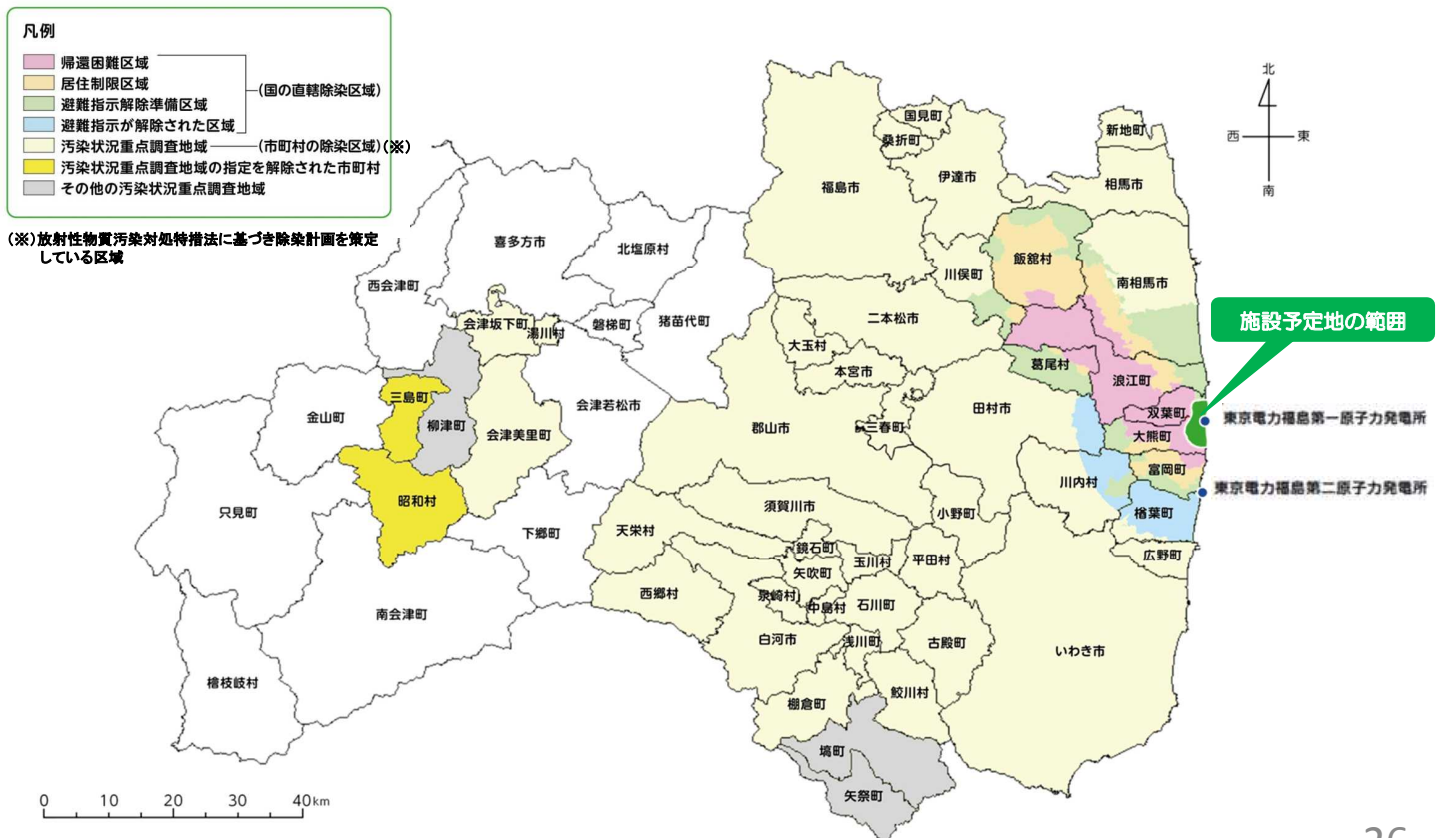 凡例
帰還困難区域
居住制限区域
避難指示解除準備区域
避難指示が解除された区域
(国の直轄除染区域)
汚染状況重点調査地域
(市町村の除染区域)(※)
汚染状況重点調査地域の指定を解除された市町村
その他の汚染状況重点調査地域
(※)放射性物質汚染対処特措法に基づき除染計画を策定
している区域
北
西
東
南
国見町
桑折町
新地町
福島市
伊達市
相馬市
喜多方市
北塩原村
飯舘村
川俣町
南相馬市
西会津町
会津坂下町
湯川村
磐梯町
猪苗代町
二本松市
施設予定地の範囲
大玉村
本宮市
葛尾村
浪江町
三島町
金山町
柳津町
会津若松市
会津美里町
郡山市
三春町
田村市
双葉町
東京電力福島第一原子力発電所
大熊町
富岡町
川内村
東京電力福島第二原子力発電所
昭和村
只見町
須賀川市
小野町
楢葉町
天栄村
下郷町
鏡石町
矢吹町
玉川村
平田村
広野町
西郷村
泉崎村
中島村
石川町
南会津町
白河市
浅川町
古殿町
いわき市
檜枝岐村
鮫川村
棚倉町
塙町
矢祭町
0 10 20 30 40km